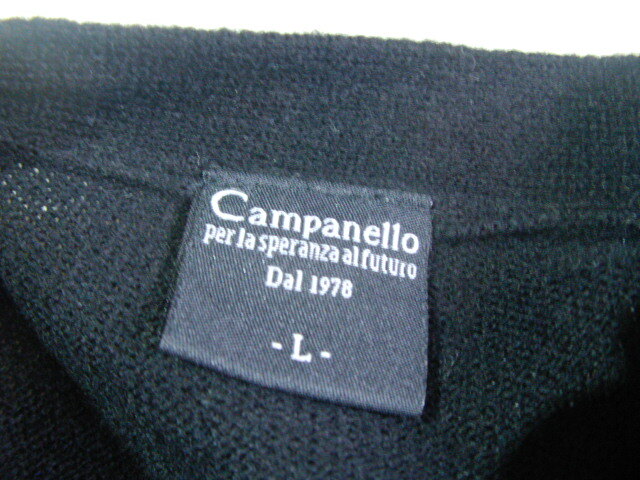 Campanello
per la speranza al futuro
Dal 1978
- L -